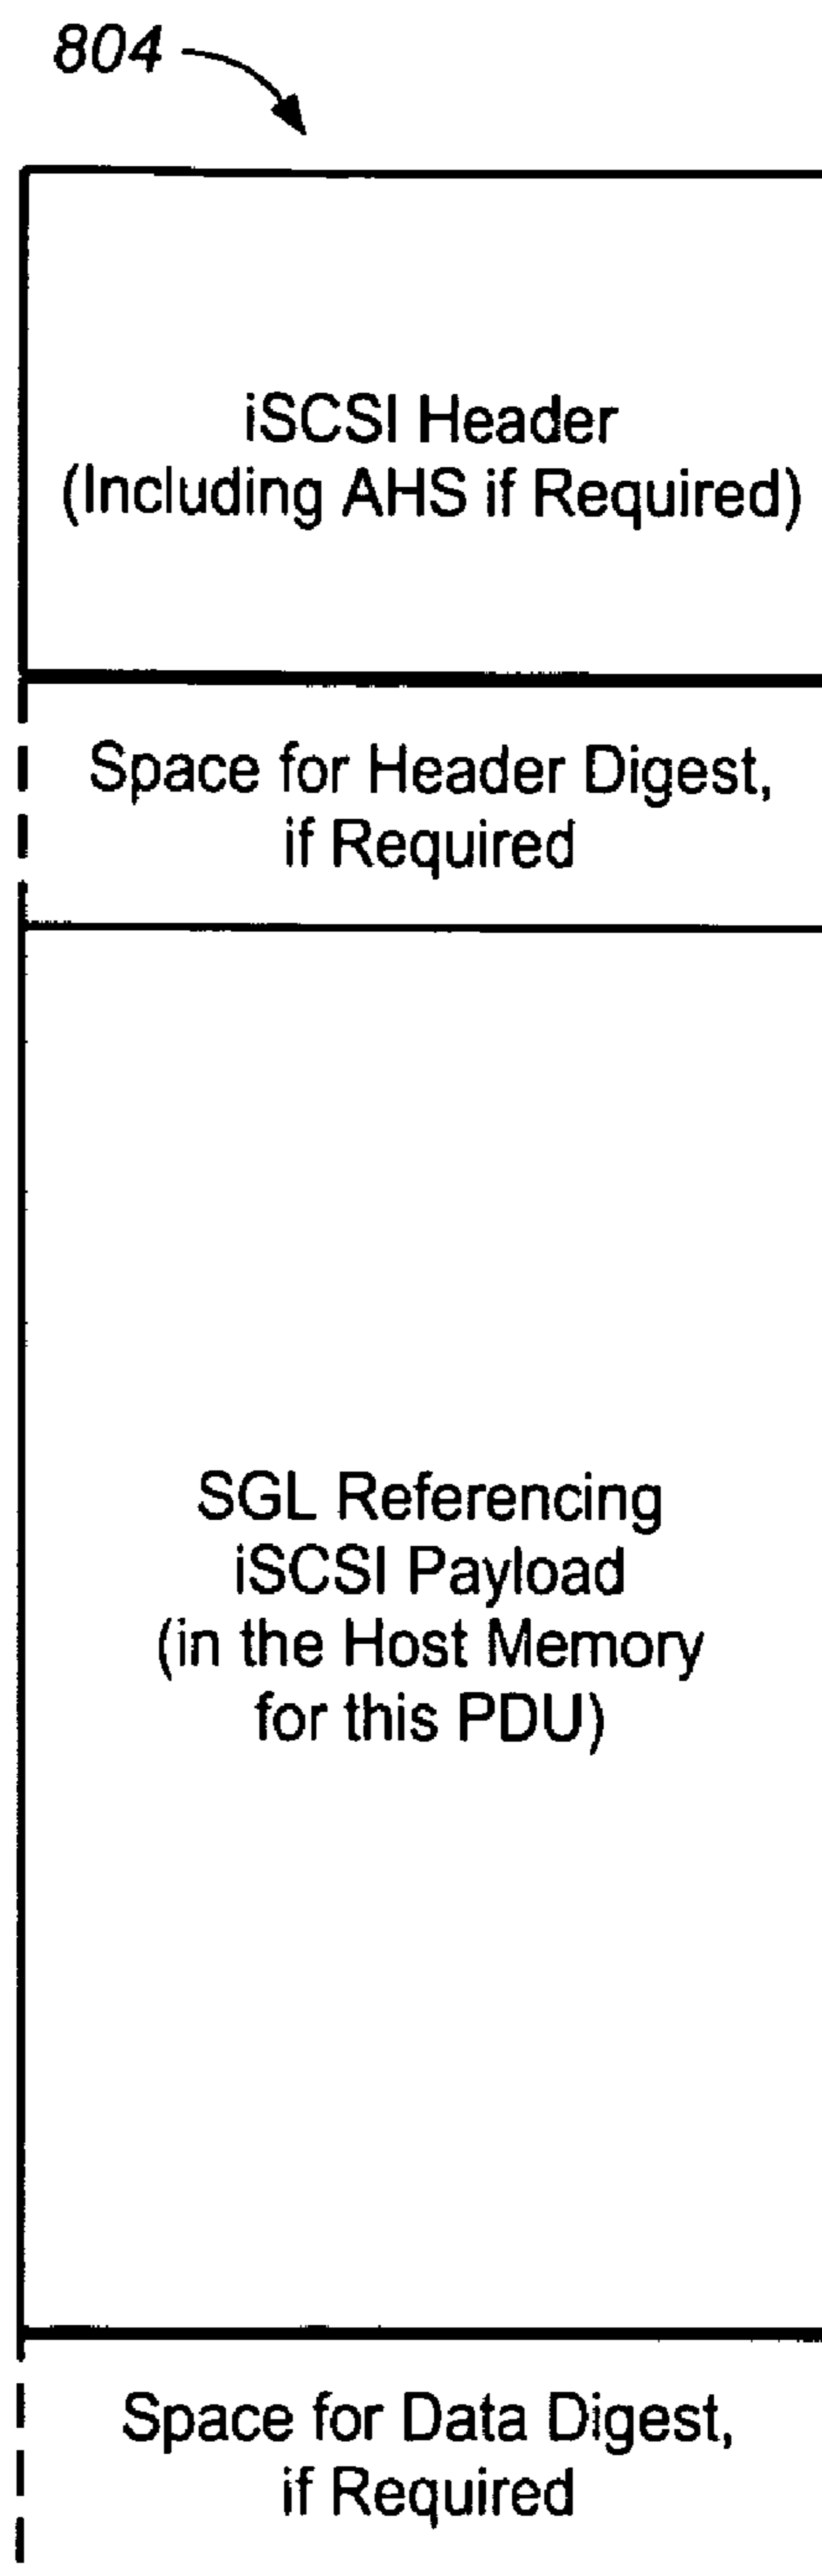 804
iSCSI Header
(Including AHS if Required)
Space for Header Digest,
if Required
SGL Referencing
iSCSI Payload
(in the Host Memory
for this PDU)
Space for Data Digest,
if Required